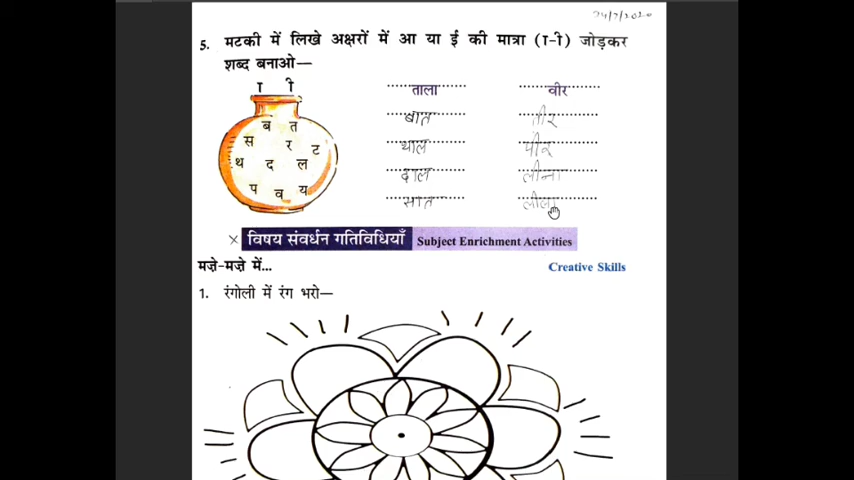 24/7/2020
5. मटकी में लिखे अक्षरों में आ या ई की मात्रा (ा-ी) जोड़कर
शब्द बनाओ—
ा ी
ताला वीर
ब त
बात तीर
स र ट
थाल पीर
थ द ल
दाल लीना
प व य
सात लीला
× विषय संवर्धन गतिविधियाँ Subject Enrichment Activities
मज़े-मज़े में... Creative Skills
1. रंगोली में रंग भरो—